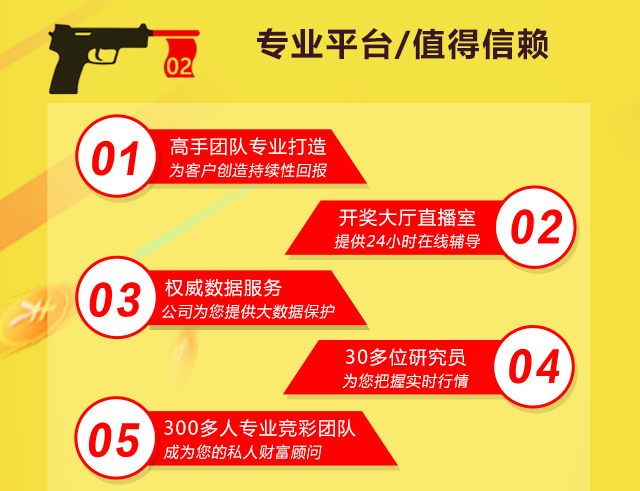 02
专业平台/值得信赖
01
高手团队专业打造
为客户创造持续性回报
开奖大厅直播室
提供24小时在线辅导
02
03
权威数据服务
公司为您提供大数据保护
30多位研究员
为您把握实时行情
04
05
300多人专业竞彩团队
成为您的私人财富顾问